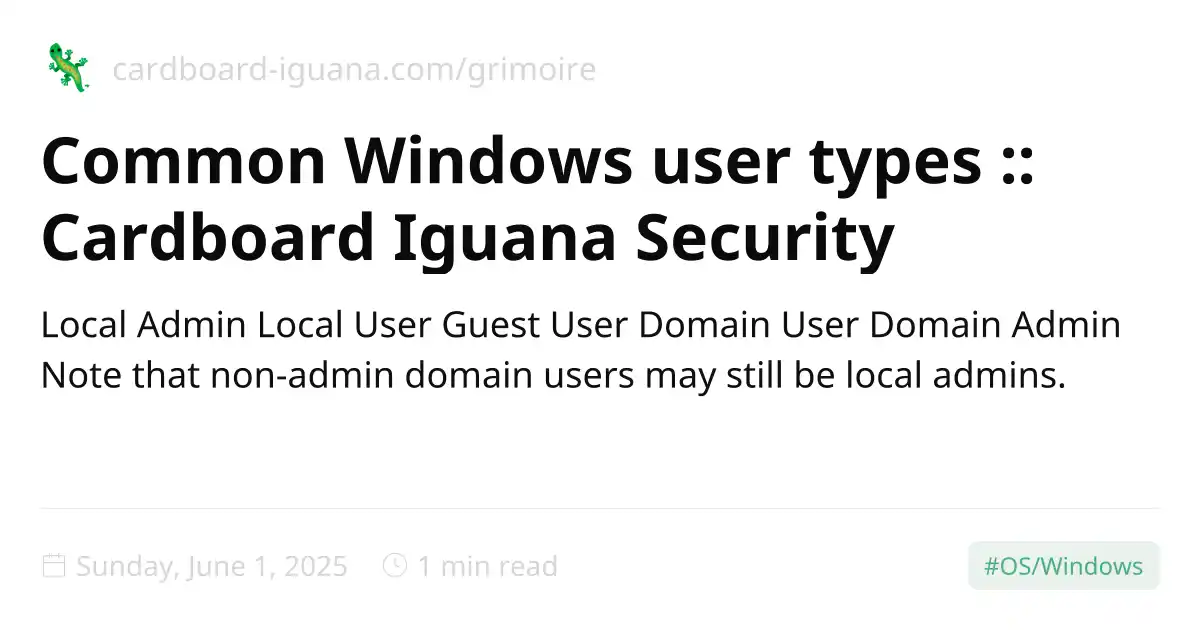 cardboard-iguana.com/grimoire
Common Windows user types ::
Cardboard Iguana Security
Local Admin Local User Guest User Domain User Domain Admin
Note that non-admin domain users may still be local admins.
Sunday, June 1, 2025 1 min read #OS/Windows